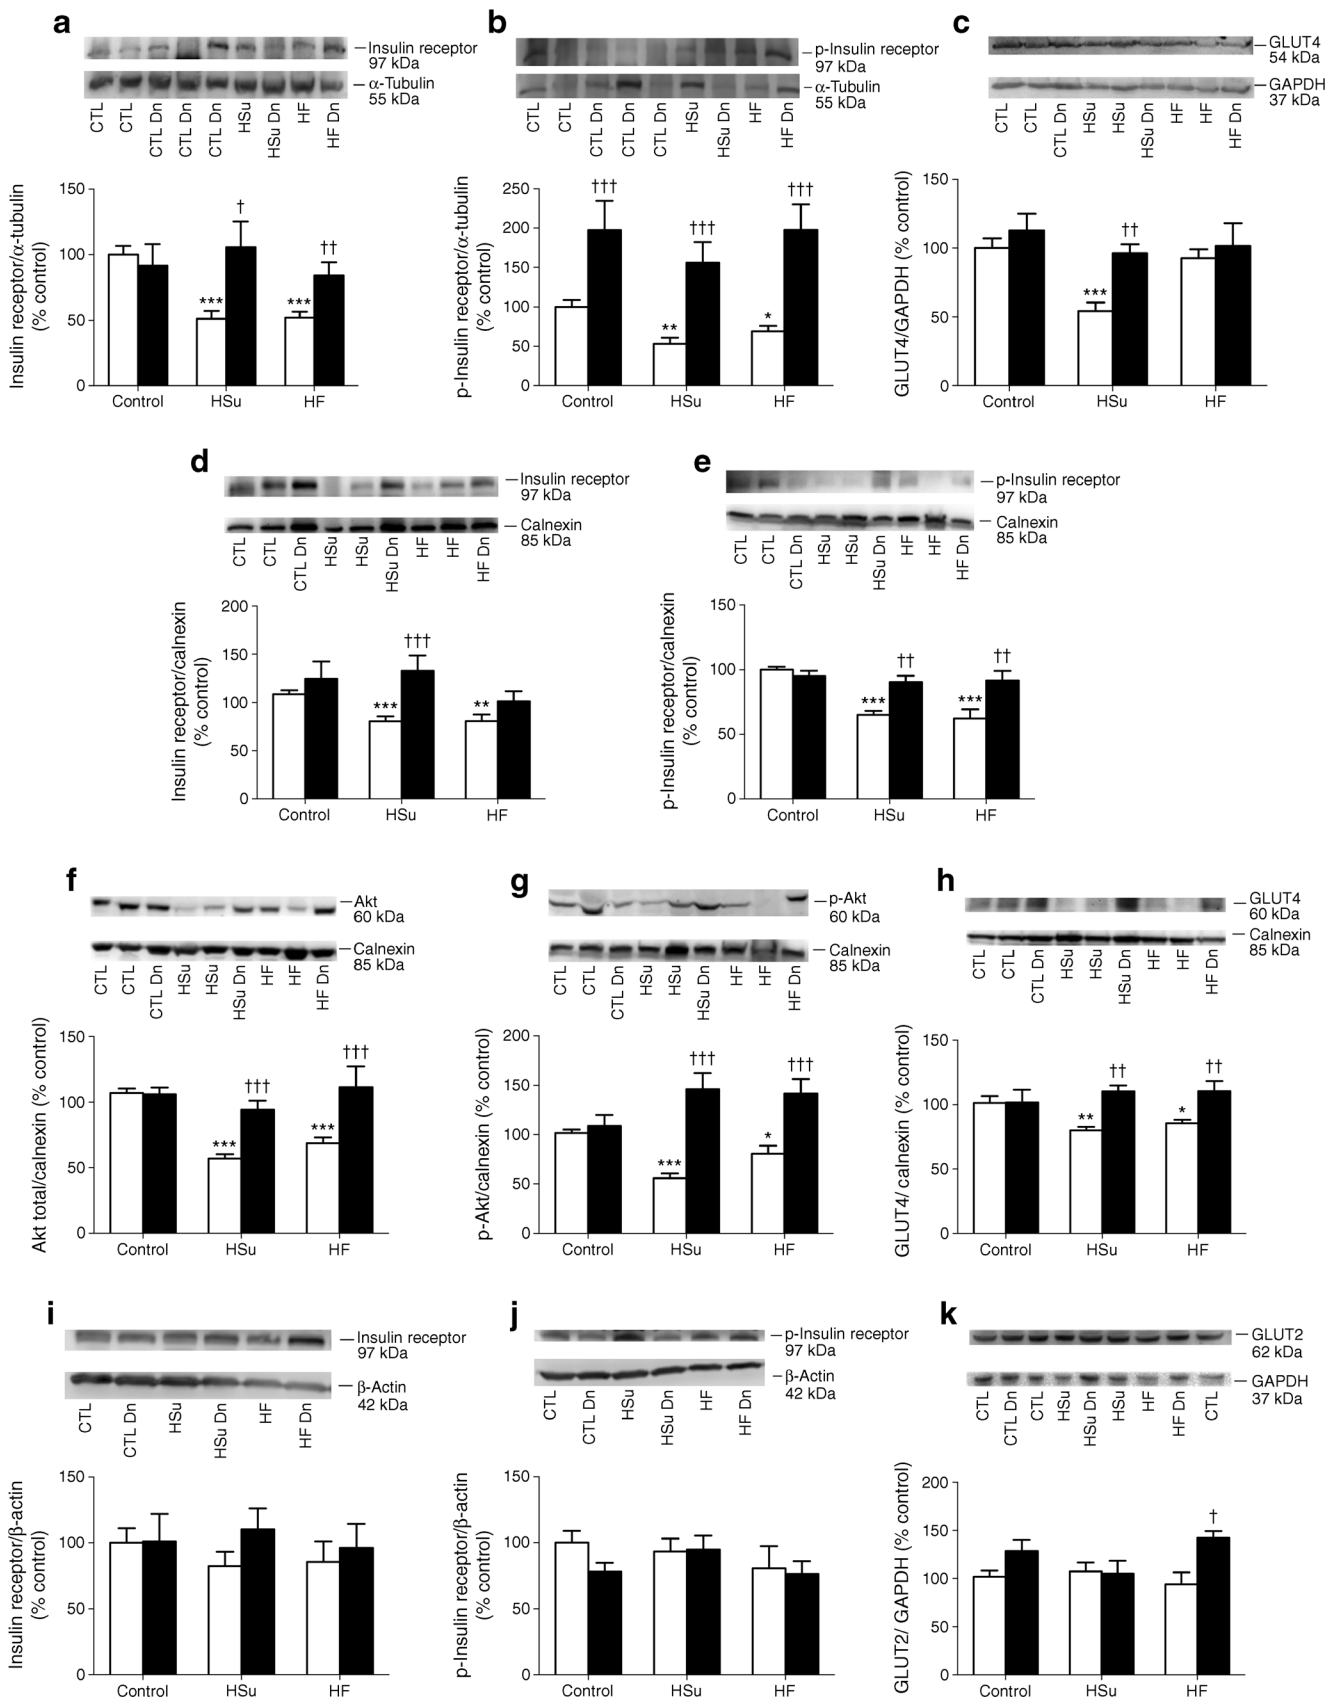 a
Insulin receptor
97 kDa
α-Tubulin
55 kDa
CTL
CTL
CTL Dn
CTL Dn
CTL Dn
HSu
HSu Dn
HF
HF Dn
Insulin receptor/α-tubulin
(% control)
150
100
50
0
†
††
***
***
Control
HSu
HF
b
p-Insulin receptor
97 kDa
α-Tubulin
55 kDa
CTL
CTL
CTL Dn
CTL Dn
CTL Dn
HSu
HSu Dn
HF
HF Dn
p-Insulin receptor/α-tubulin
(% control)
250
200
150
100
50
0
†††
†††
†††
**
*
Control
HSu
HF
c
GLUT4
54 kDa
GAPDH
37 kDa
CTL
CTL
CTL Dn
HSu
HSu
HSu Dn
HF
HF
HF Dn
GLUT4/GAPDH (% control)
150
100
50
0
††
***
Control
HSu
HF
d
Insulin receptor
97 kDa
Calnexin
85 kDa
CTL
CTL
CTL Dn
HSu
HSu
HSu Dn
HF
HF
HF Dn
Insulin receptor/calnexin
(% control)
200
150
100
50
0
†††
***
**
Control
HSu
HF
e
p-Insulin receptor
97 kDa
Calnexin
85 kDa
CTL
CTL
CTL Dn
HSu
HSu
HSu Dn
HF
HF
HF Dn
p-Insulin receptor/calnexin
(% control)
150
100
50
0
††
††
***
***
Control
HSu
HF
f
Akt
60 kDa
Calnexin
85 kDa
CTL
CTL
CTL Dn
HSu
HSu
HSu Dn
HF
HF
HF Dn
Akt total/calnexin (% control)
150
100
50
0
†††
†††
***
***
Control
HSu
HF
g
p-Akt
60 kDa
Calnexin
85 kDa
CTL
CTL
CTL Dn
HSu
HSu
HSu Dn
HF
HF
HF Dn
p-Akt/calnexin (% control)
200
150
100
50
0
†††
†††
***
*
Control
HSu
HF
h
GLUT4
60 kDa
Calnexin
85 kDa
CTL
CTL
CTL Dn
HSu
HSu
HSu Dn
HF
HF
HF Dn
GLUT4/ calnexin (% control)
150
100
50
0
††
††
**
*
Control
HSu
HF
i
Insulin receptor
97 kDa
β-Actin
42 kDa
CTL
CTL Dn
HSu
HSu Dn
HF
HF Dn
Insulin receptor/β-actin
(% control)
150
100
50
0
Control
HSu
HF
j
p-Insulin receptor
97 kDa
β-Actin
42 kDa
CTL
CTL Dn
HSu
HSu Dn
HF
HF Dn
p-Insulin receptor/β-actin
(% control)
150
100
50
0
Control
HSu
HF
k
GLUT2
62 kDa
GAPDH
37 kDa
CTL
CTL Dn
CTL
HSu
HSu Dn
HSu
HF
HF Dn
CTL
GLUT2/ GAPDH (% control)
200
150
100
50
0
†
Control
HSu
HF